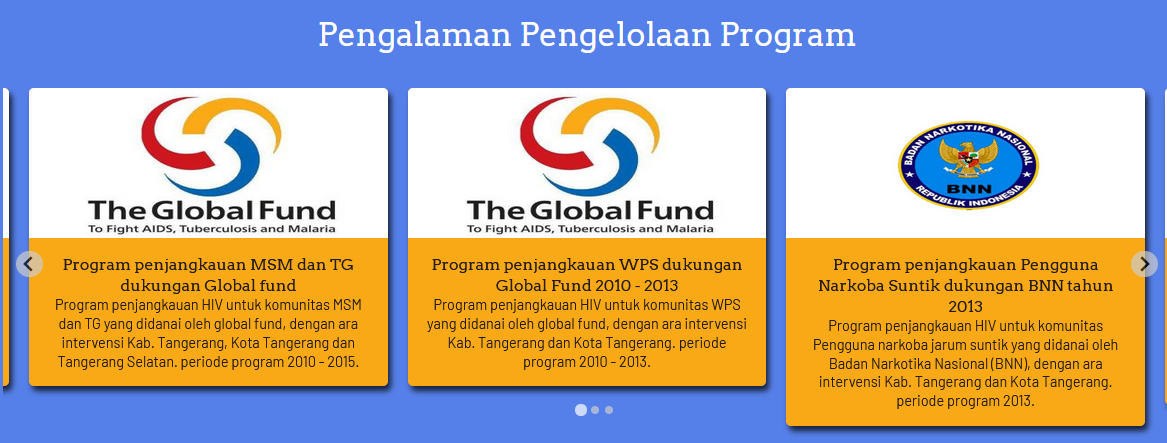 Pengalaman Pengelolaan Program
The Global Fund
To Fight AIDS, Tuberculosis and Malaria
Program penjangkauan MSM dan TG
dukungan Global fund
Program penjangkauan HIV untuk komunitas MSM
dan TG yang didanai oleh global fund, dengan ara
intervensi Kab. Tangerang, Kota Tangerang dan
Tangerang Selatan. periode program 2010 - 2015.
The Global Fund
To Fight AIDS, Tuberculosis and Malaria
Program penjangkauan WPS dukungan
Global Fund 2010 - 2013
Program penjangkauan HIV untuk komunitas WPS
yang didanai oleh global fund, dengan ara intervensi
Kab. Tangerang dan Kota Tangerang. periode
program 2010 - 2013.
BADAN NARKOTIKA NASIONAL
BNN
REPUBLIK INDONESIA
Program penjangkauan Pengguna
Narkoba Suntik dukungan BNN tahun
2013
Program penjangkauan HIV untuk komunitas
Pengguna narkoba jarum suntik yang didanai oleh
Badan Narkotika Nasional (BNN), dengan ara
intervensi Kab. Tangerang dan Kota Tangerang.
periode program 2013.